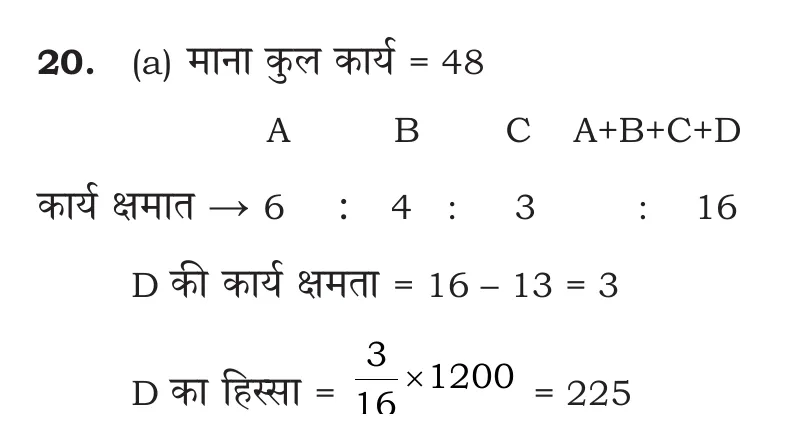 20. (a) माना कुल कार्य = 48
A B C A+B+C+D
कार्य क्षमात → 6 : 4 : 3 : 16
D की कार्य क्षमता = 16 – 13 = 3
D का हिस्सा = 3/16 ×1200 = 225